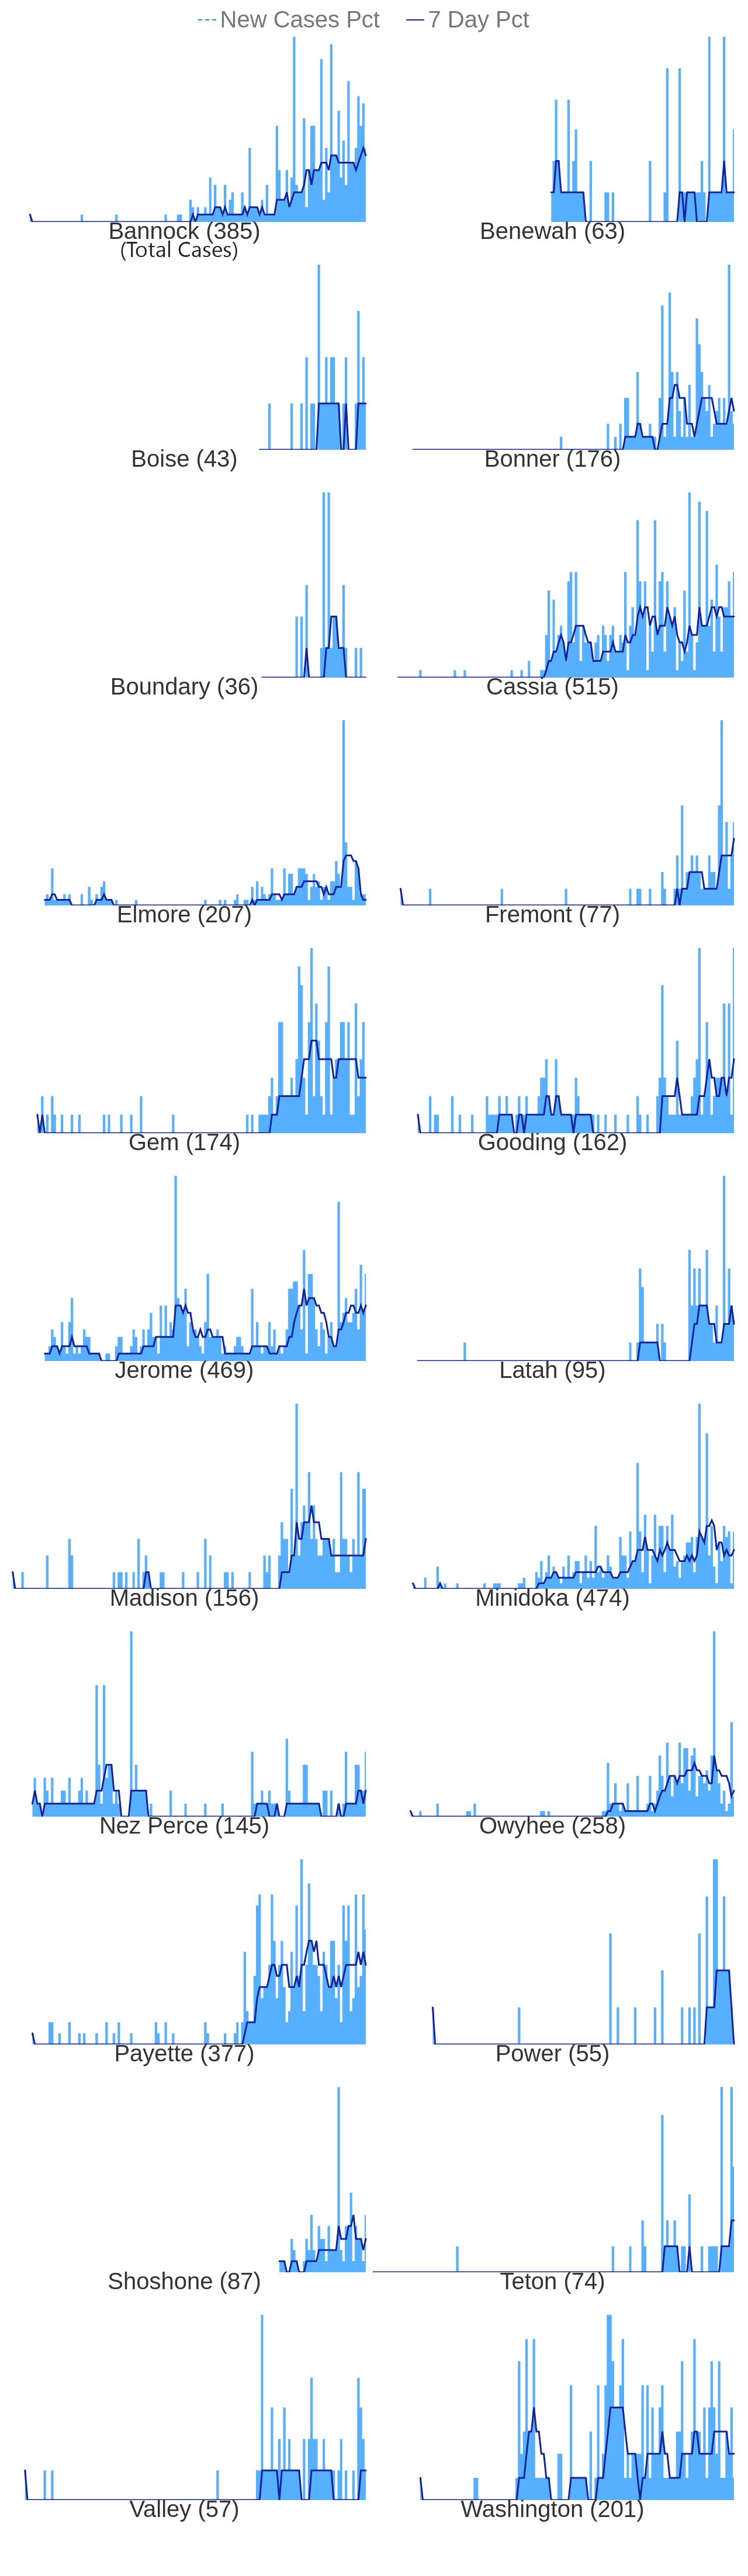 New Cases Pct 7 Day Pct
Bannock (385) Benewah (63)
(Total Cases)
Boise (43) Bonner (176)
Boundary (36) Cassia (515)
Elmore (207) Fremont (77)
Gem (174) Gooding (162)
Jerome (469) Latah (95)
Madison (156) Minidoka (474)
Nez Perce (145) Owyhee (258)
Payette (377) Power (55)
Shoshone (87) Teton (74)
Valley (57) Washington (201)